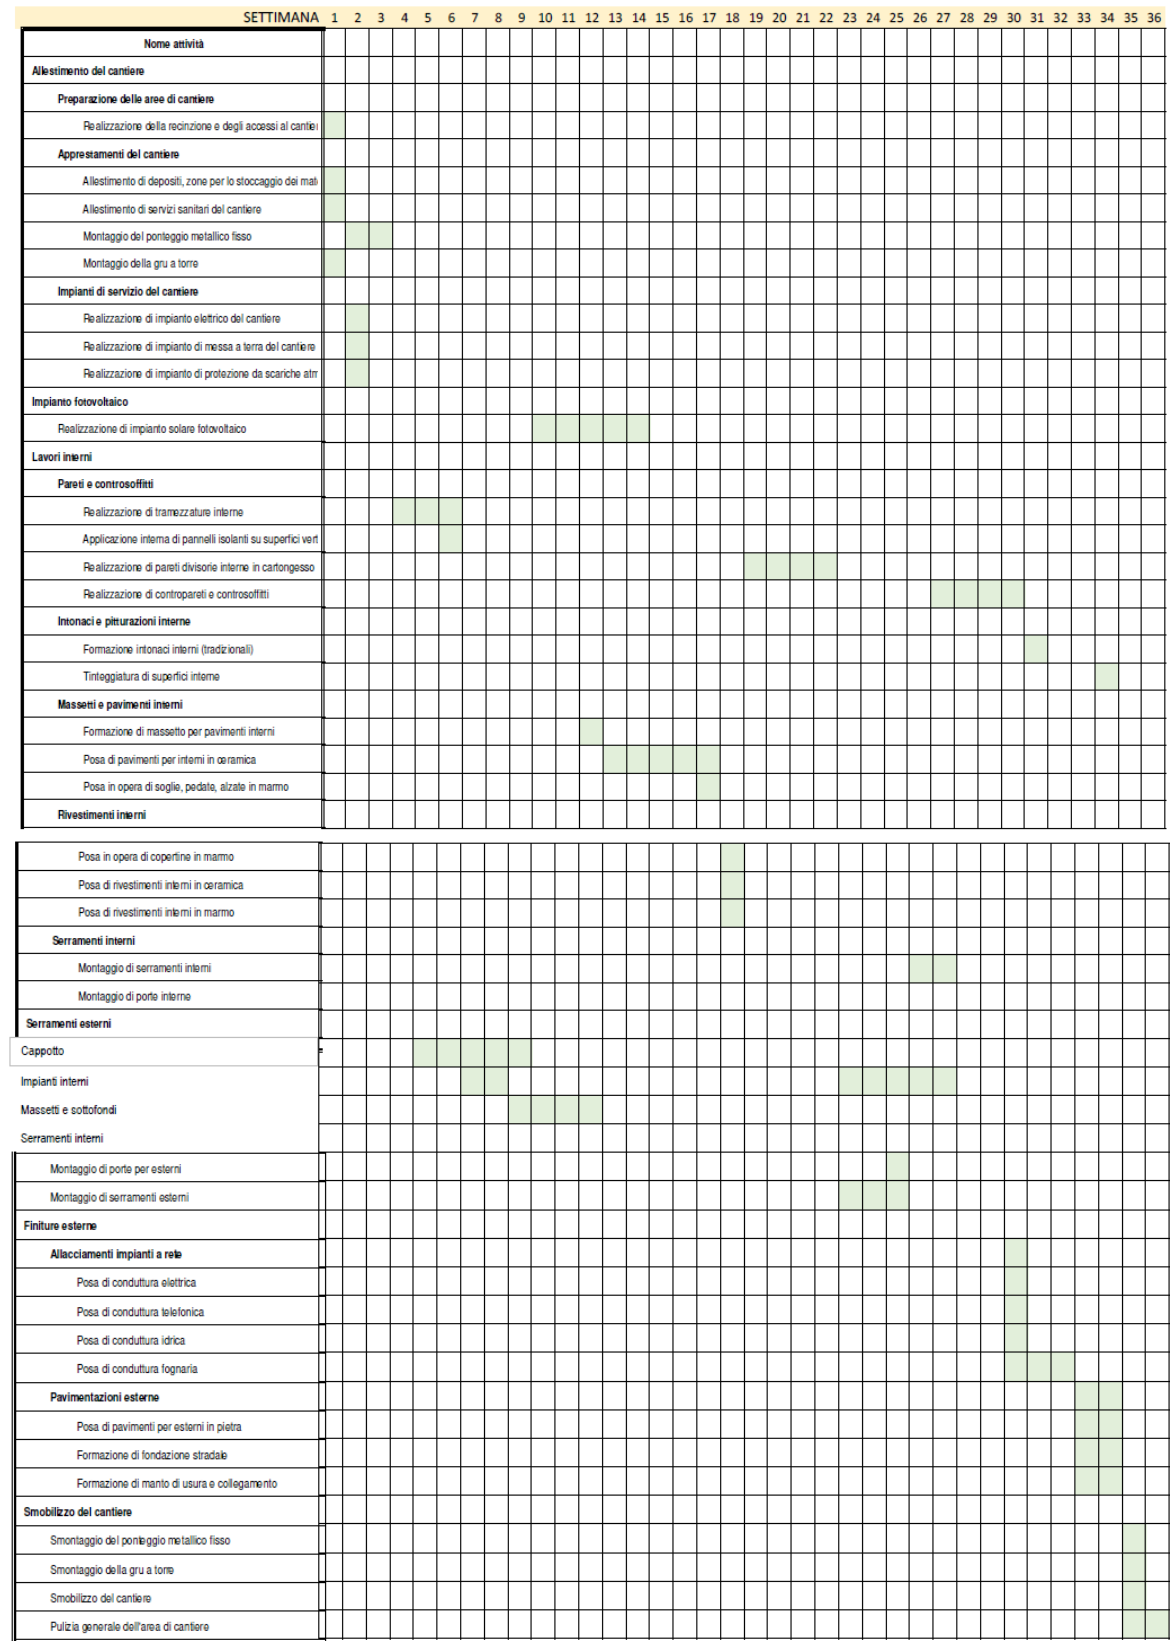 SETTIMANA 1 2 3 4 5 6 7 8 9 10 11 12 13 14 15 16 17 18 19 20 21 22 23 24 25 26 27 28 29 30 31 32 33 34 35 36
Nome attività
Allestimento del cantiere
Preparazione delle aree di cantiere
Realizzazione della recinzione e degli accessi al cantie
Apprestamenti del cantiere
Allestimento di depositi, zone per lo stoccaggio dei mat
Allestimento di servizi sanitari del cantiere
Montaggio del ponteggio metallico fisso
Montaggio della gru a torre
Impianti di servizio del cantiere
Realizzazione di impianto elettrico del cantiere
Realizzazione di impianto di messa a terra del cantiere
Realizzazione di impianto di protezione da scariche atm
Impianto fotovoltaico
Realizzazione di impianto solare fotovoltaico
Lavori interni
Pareti e controsoffitti
Realizzazione di tramezzature interne
Applicazione interna di pannelli isolanti su superfici vert
Realizzazione di pareti divisorie interne in cartongesso
Realizzazione di contropareti e controsoffitti
Intonaci e pitturazioni interne
Formazione intonaci interni (tradizionali)
Tinteggiatura di superfici interne
Massetti e pavimenti interni
Formazione di massetto per pavimenti interni
Posa di pavimenti per interni in ceramica
Posa in opera di soglie, pedate, alzate in marmo
Rivestimenti interni
Posa in opera di copertine in marmo
Posa di rivestimenti interni in ceramica
Posa di rivestimenti interni in marmo
Serramenti interni
Montaggio di serramenti interni
Montaggio di porte interne
Serramenti esterni
Cappotto
Impianti interni
Massetti e sottofondi
Serramenti interni
Montaggio di porte per esterni
Montaggio di serramenti esterni
Finiture esterne
Allacciamenti impianti a rete
Posa di conduttura elettrica
Posa di conduttura telefonica
Posa di conduttura idrica
Posa di conduttura fognaria
Pavimentazioni esterne
Posa di pavimenti per esterni in pietra
Formazione di fondazione stradale
Formazione di manto di usura e collegamento
Smobilizzo del cantiere
Smontaggio del ponteggio metallico fisso
Smontaggio della gru a torre
Smobilizzo del cantiere
Pulizia generale dell'area di cantiere